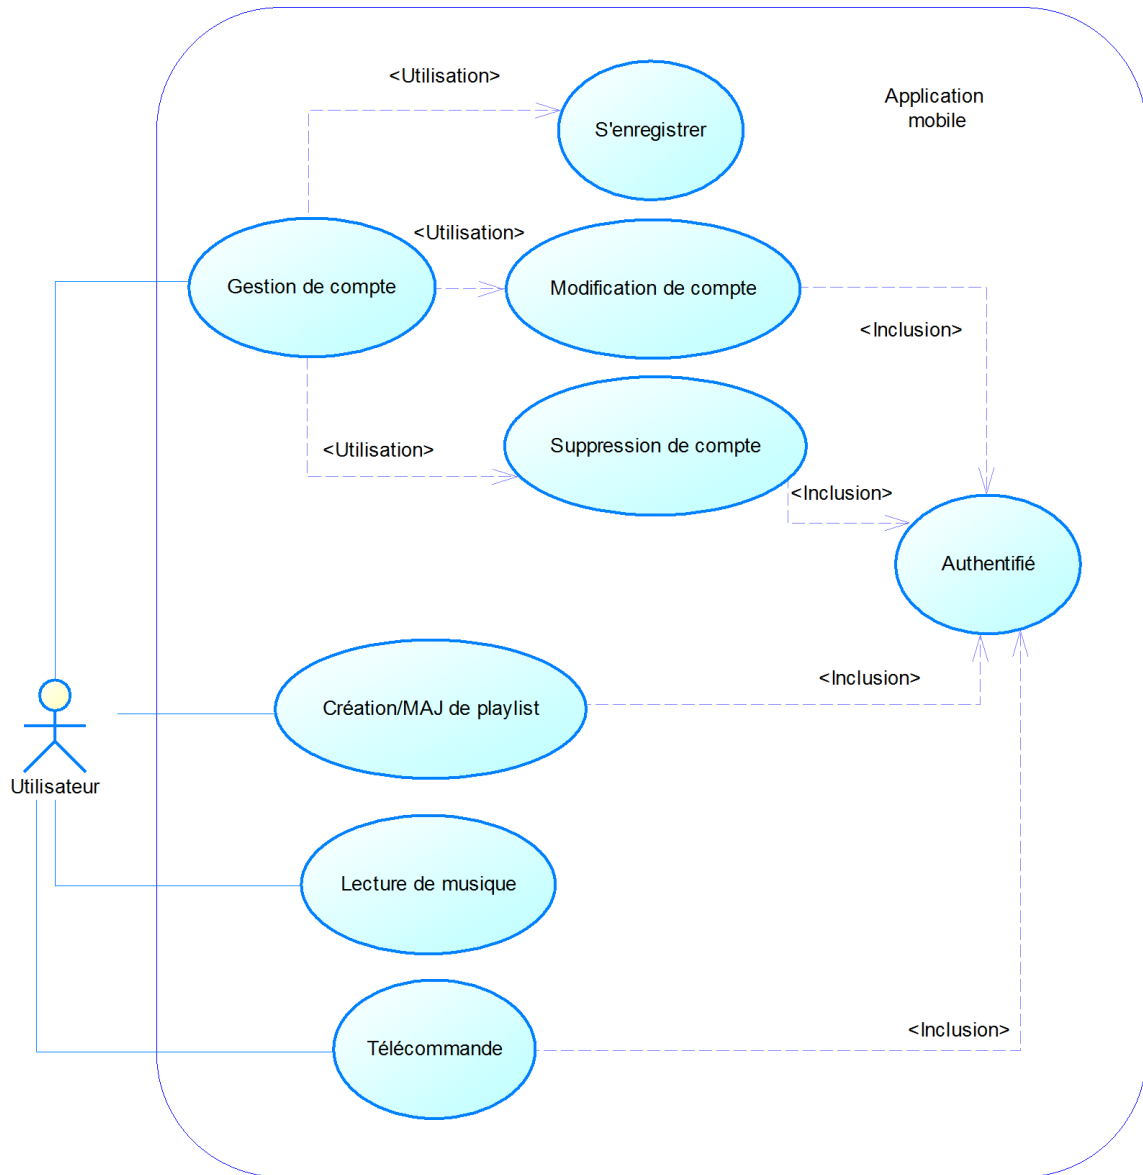 <Utilisation>
Application
mobile
S'enregistrer
<Utilisation>
Gestion de compte
Modification de compte
<Inclusion>
<Utilisation>
Suppression de compte
<Inclusion>
Authentifié
<Inclusion>
Création/MAJ de playlist
Utilisateur
Lecture de musique
<Inclusion>
Télécommande